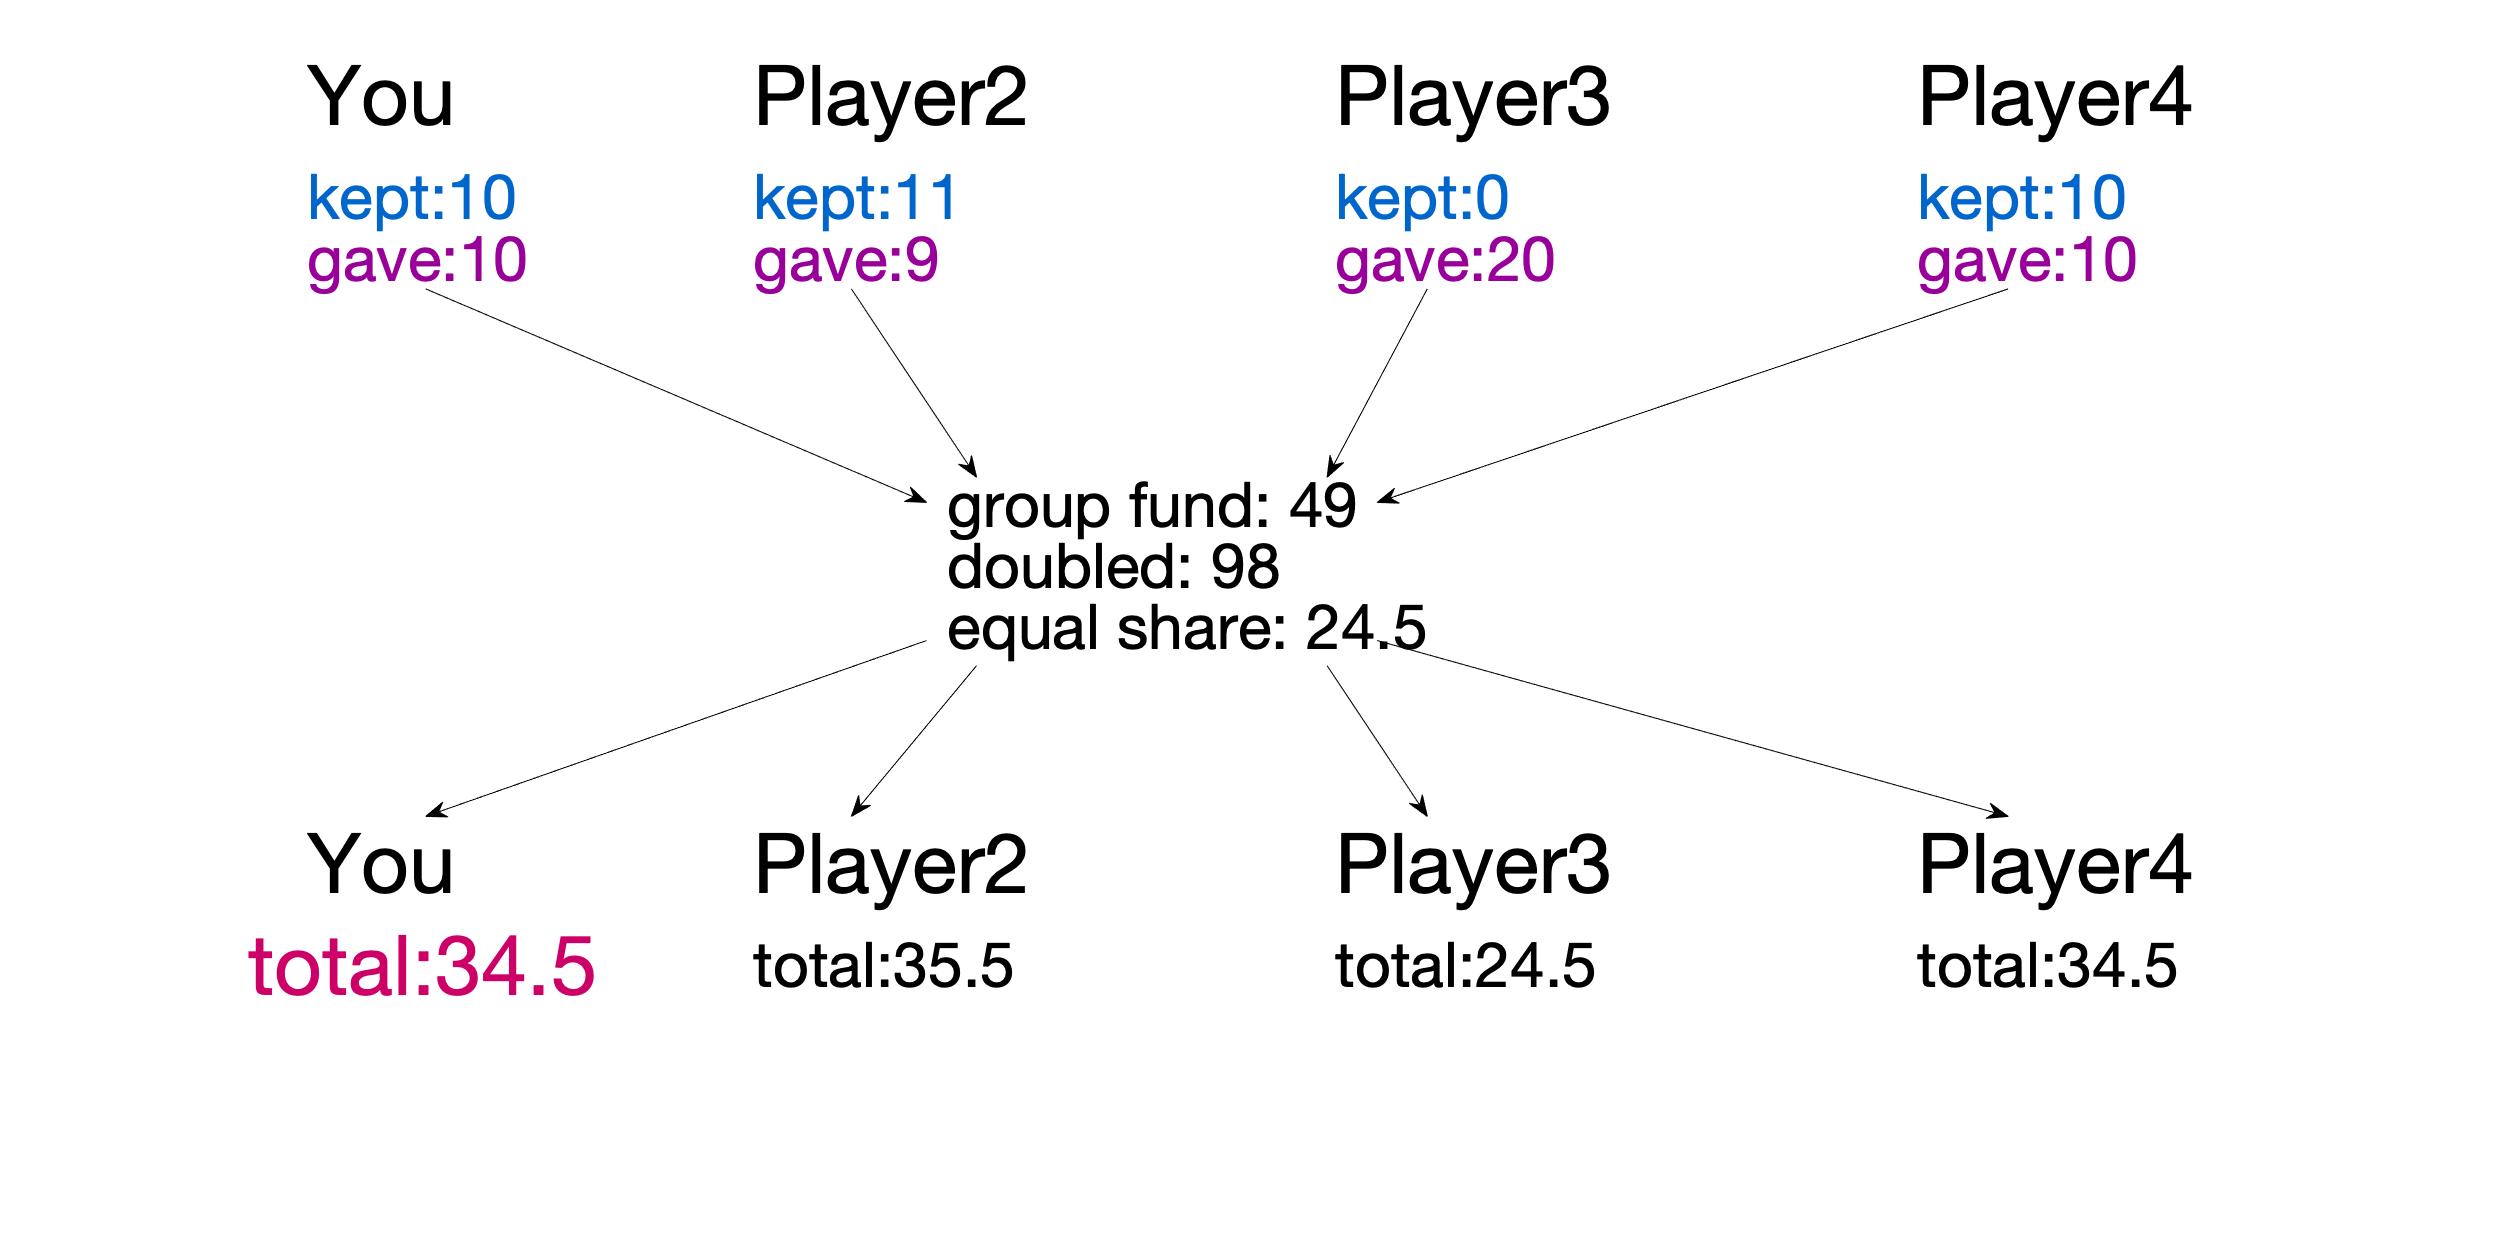 You Player2 Player3 Player4
kept:10 kept:11 kept:0 kept:10
gave:10 gave:9 gave:20 gave:10
group fund: 49
doubled: 98
equal share: 24.5
You Player2 Player3 Player4
total:34.5 total:35.5 total:24.5 total:34.5